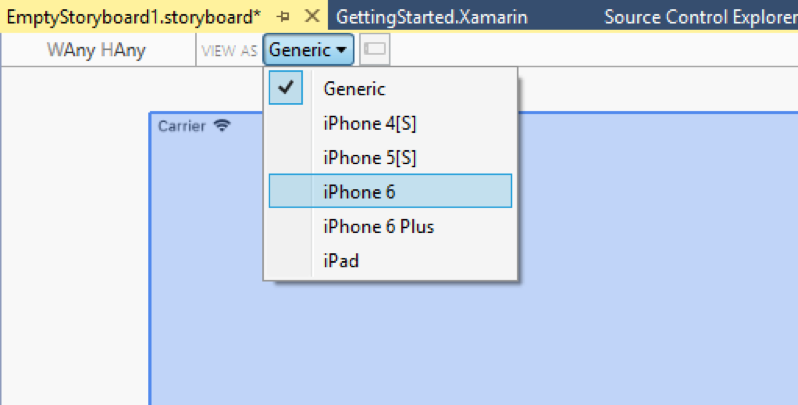 EmptyStoryboard1.storyboard* GettingStarted.Xamarin Source Control Explorer
WAny HAny VIEW AS Generic
Generic
iPhone 4[S]
iPhone 5[S]
iPhone 6
iPhone 6 Plus
iPad
Carrier